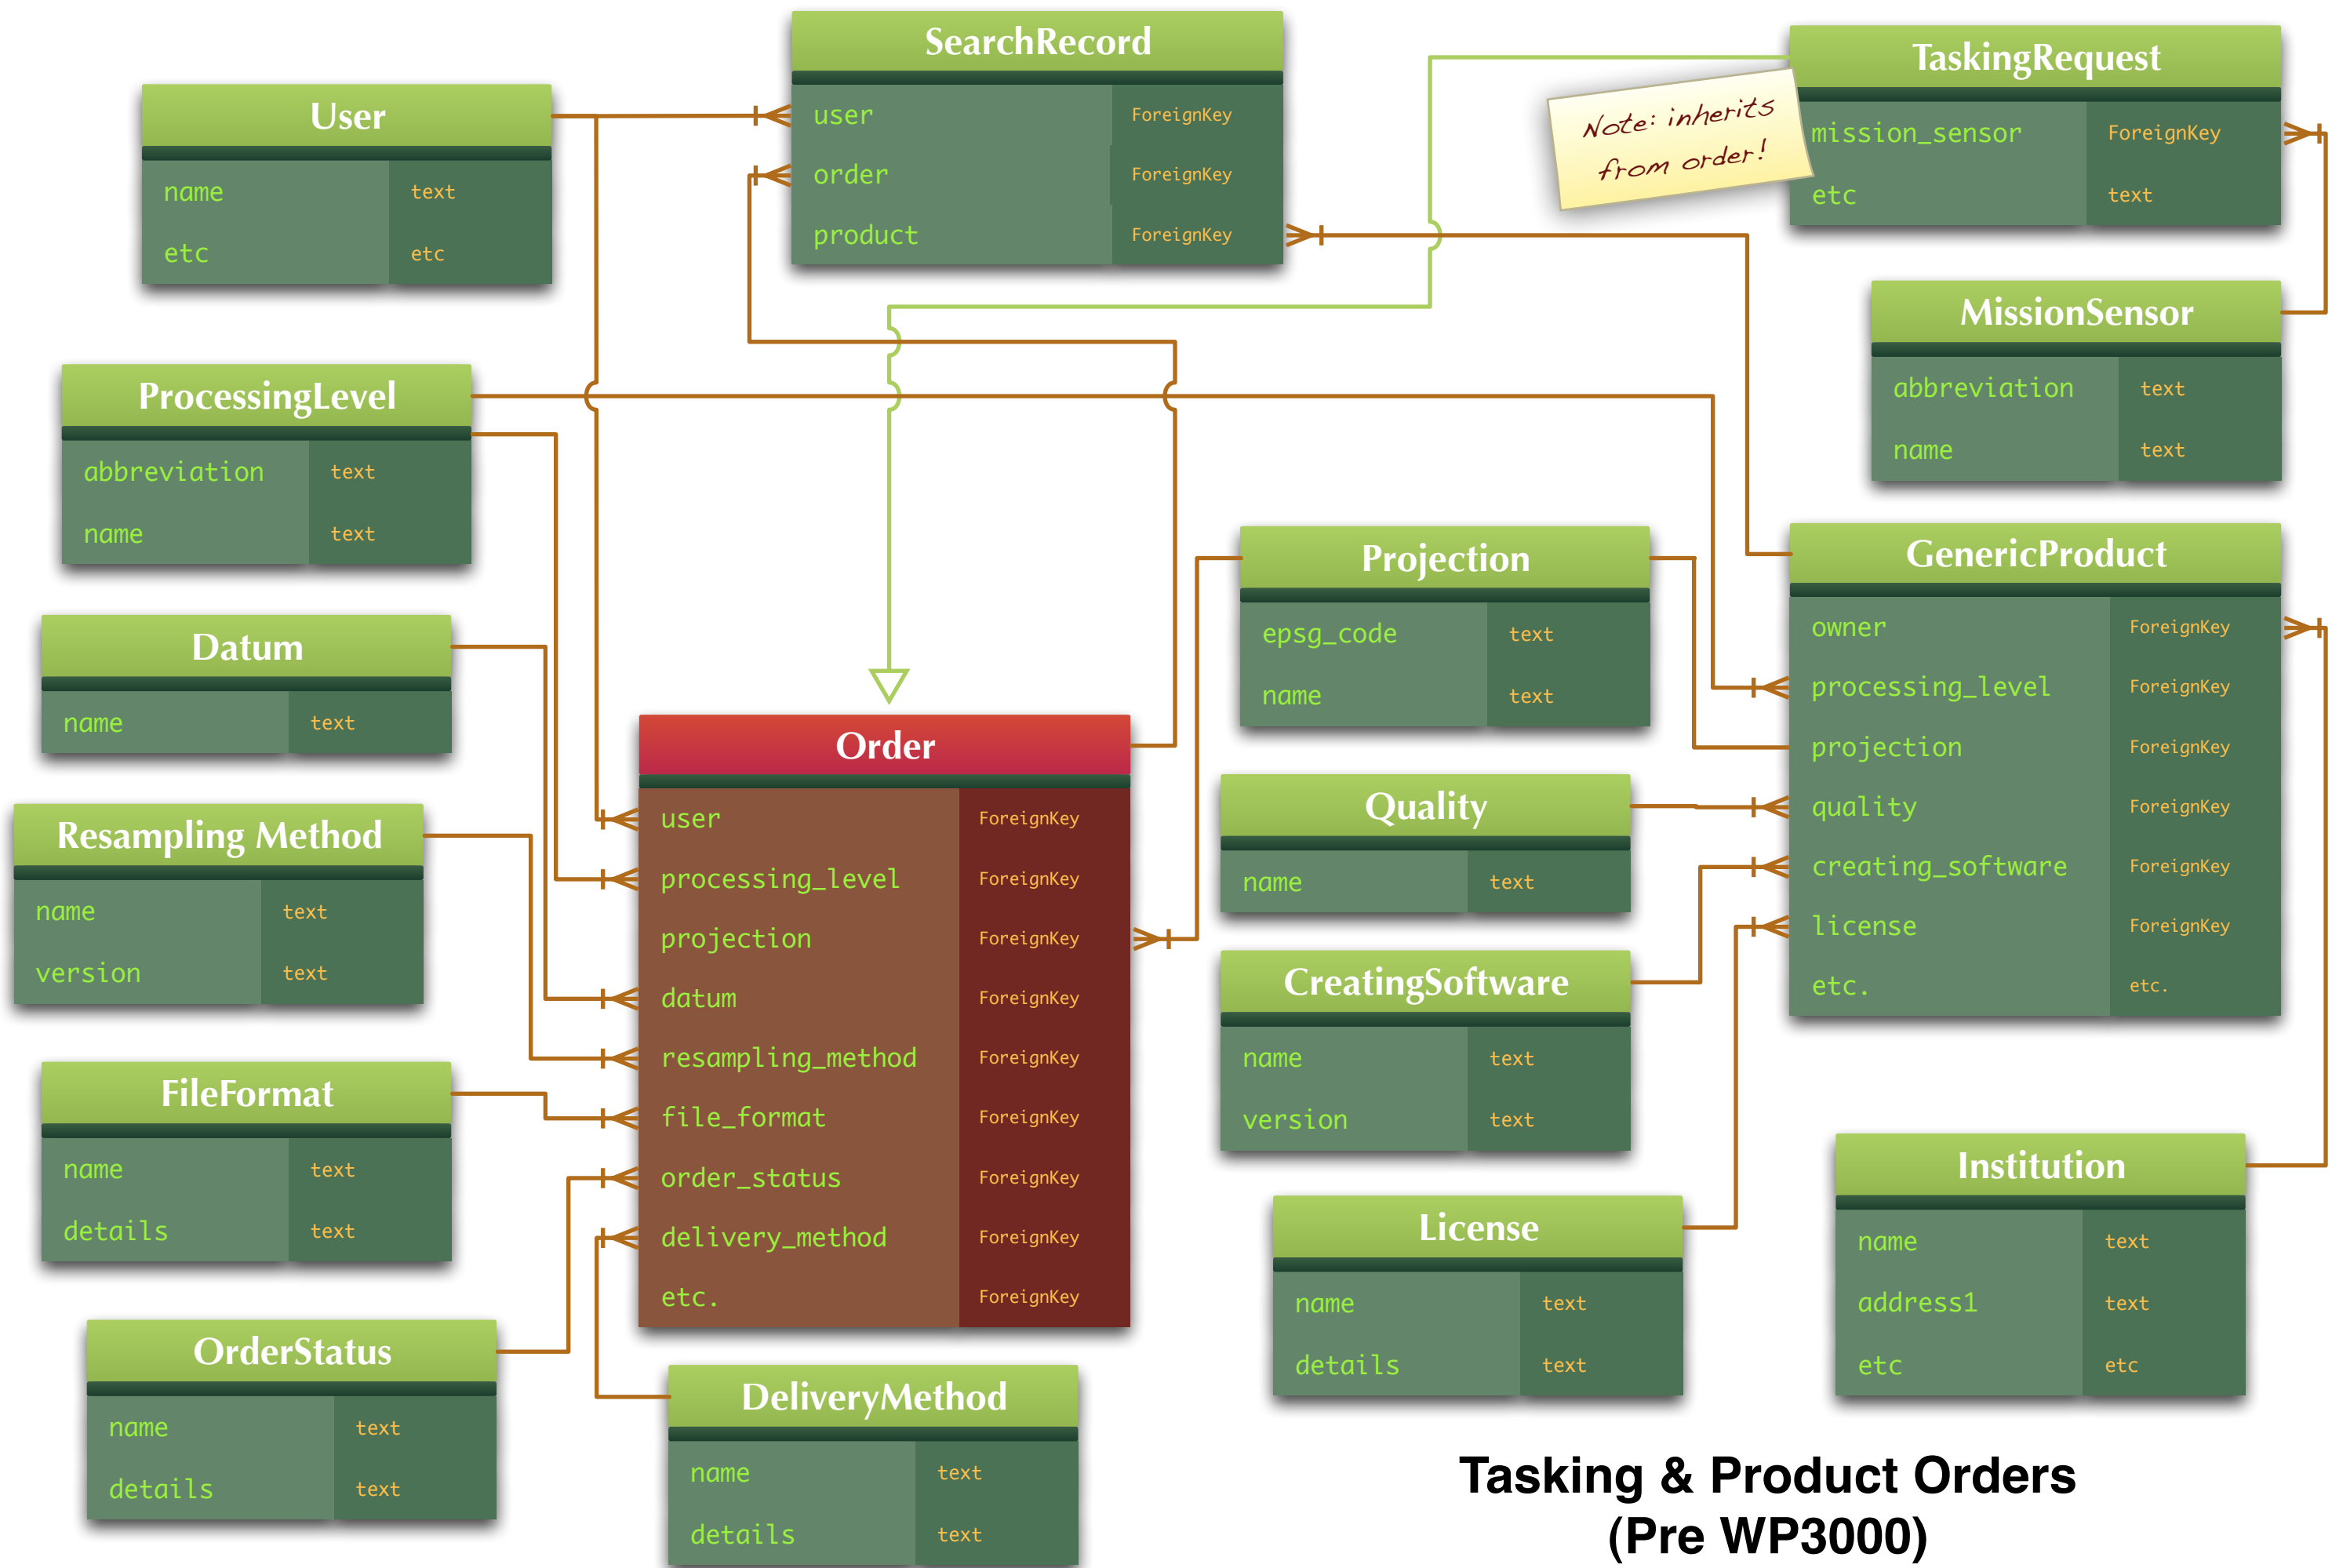 SearchRecord
user ForeignKey
order ForeignKey
product ForeignKey
TaskingRequest
mission_sensor ForeignKey
etc text
Note: inherits
from order!
User
name text
etc etc
MissionSensor
abbreviation text
name text
ProcessingLevel
abbreviation text
name text
Projection
epsg_code text
name text
GenericProduct
owner ForeignKey
processing_level ForeignKey
projection ForeignKey
quality ForeignKey
creating_software ForeignKey
license ForeignKey
etc. etc.
Datum
name text
Order
user ForeignKey
processing_level ForeignKey
projection ForeignKey
datum ForeignKey
resampling_method ForeignKey
file_format ForeignKey
order_status ForeignKey
delivery_method ForeignKey
etc. ForeignKey
Quality
name text
Resampling Method
name text
version text
CreatingSoftware
name text
version text
FileFormat
name text
details text
License
name text
details text
Institution
name text
address1 text
etc etc
OrderStatus
name text
details text
DeliveryMethod
name text
details text
Tasking & Product Orders
(Pre WP3000)